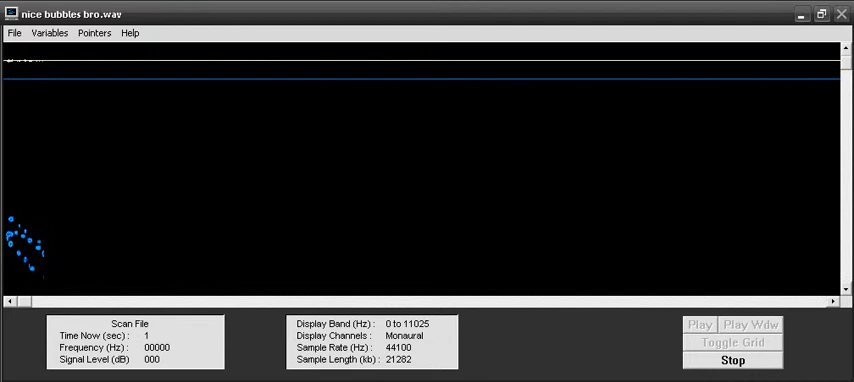 nice bubbles bro.wav
File Variables Pointers Help
Scan File
Time Now (sec) : 1
Frequency (Hz) : 00000
Signal Level (dB) 000
Display Band (Hz) : 0 to 11025
Display Channels : Monaural
Sample Rate (Hz) : 44100
Sample Length (kb) : 21282
Play Play Wdw
Toggle Grid
Stop